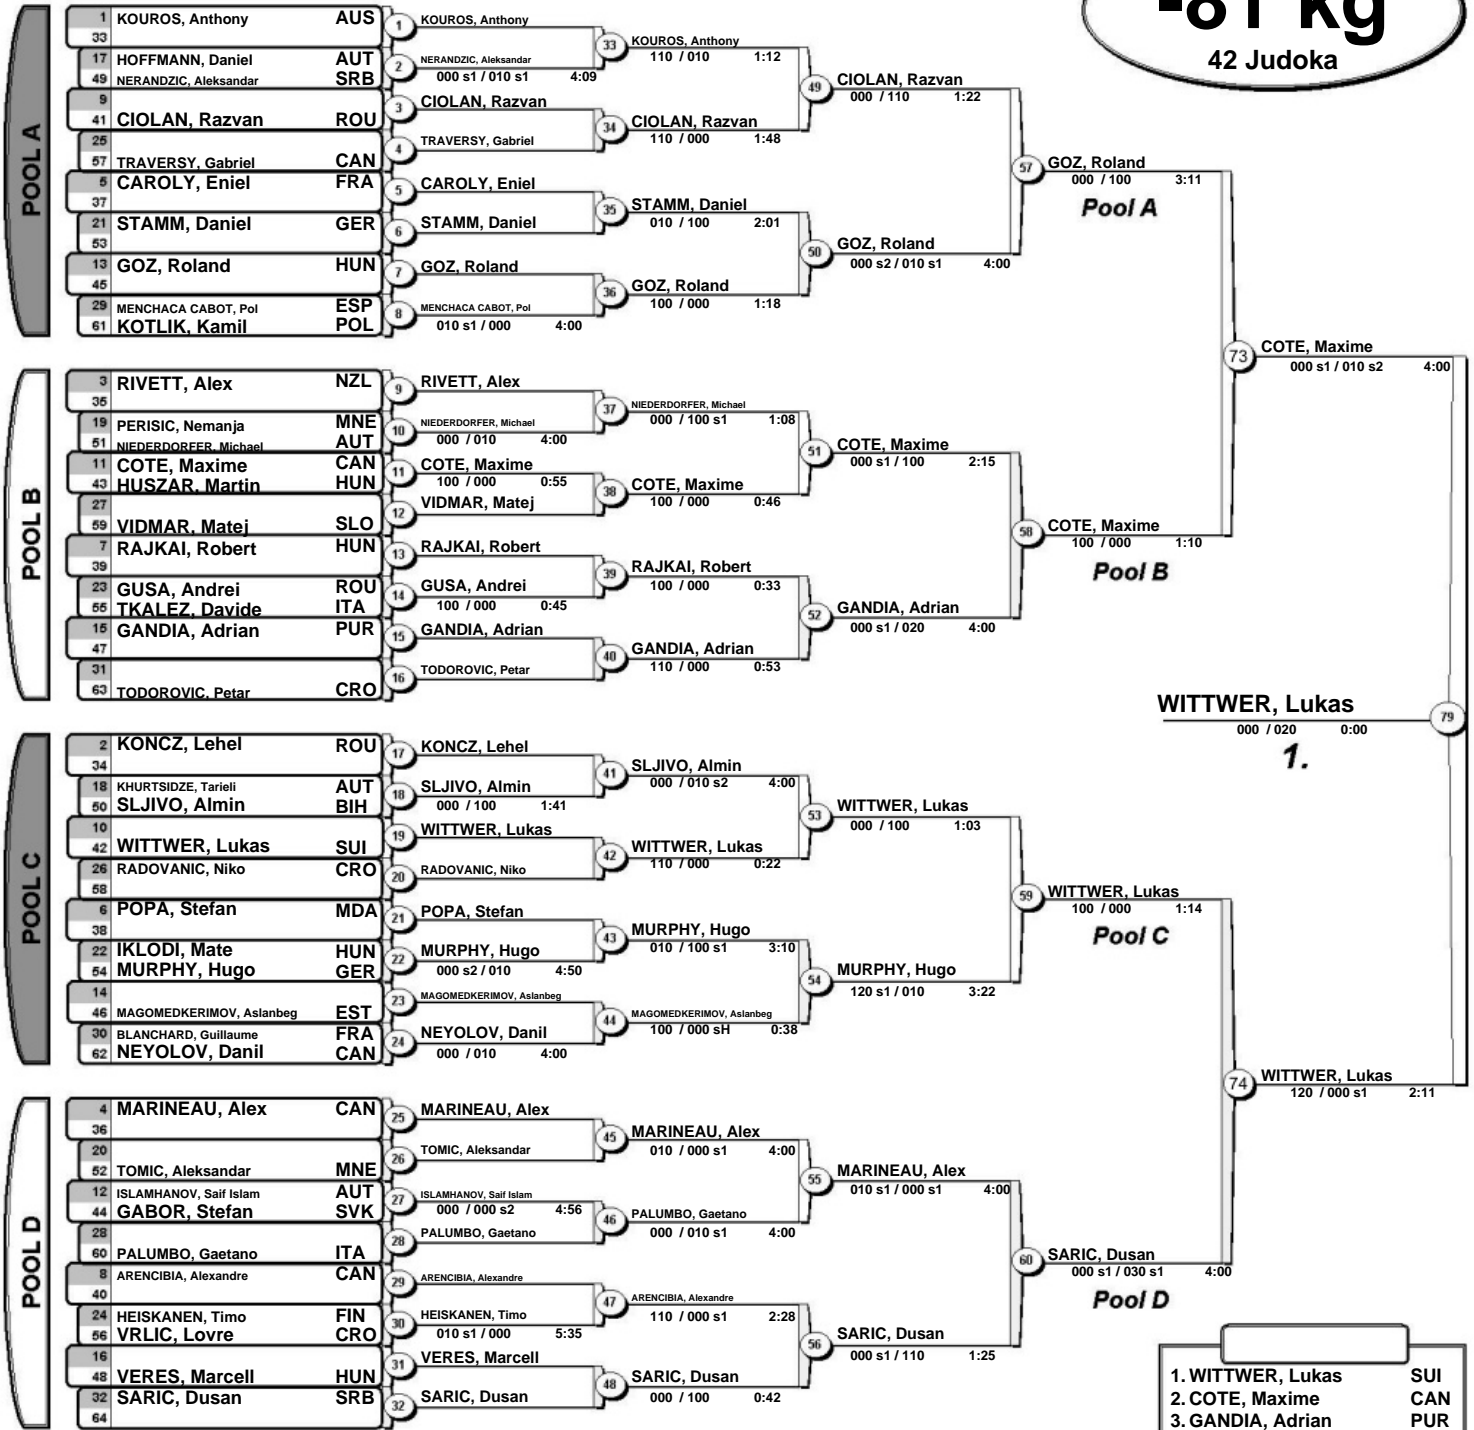 -81 kg
42 Judoka
POOL A
1 KOUROS, Anthony AUS
33
17 HOFFMANN, Daniel AUT
49 NERANDZIC, Aleksandar SRB
9
41 CIOLAN, Razvan ROU
25
57 TRAVERSY, Gabriel CAN
5 CAROLY, Eniel FRA
37
21 STAMM, Daniel GER
53
13 GOZ, Roland HUN
45
29 MENCHACA CABOT, Pol ESP
61 KOTLIK, Kamil POL
1 KOUROS, Anthony
2 NERANDZIC, Aleksandar
000 s1 / 010 s1 4:09
3 CIOLAN, Razvan
4 TRAVERSY, Gabriel
5 CAROLY, Eniel
6 STAMM, Daniel
7 GOZ, Roland
8 MENCHACA CABOT, Pol
010 s1 / 000 4:00
33 KOUROS, Anthony
110 / 010 1:12
34 CIOLAN, Razvan
110 / 000 1:48
35 STAMM, Daniel
010 / 100 2:01
36 GOZ, Roland
100 / 000 1:18
49 CIOLAN, Razvan
000 / 110 1:22
50 GOZ, Roland
000 s2 / 010 s1 4:00
57 GOZ, Roland
000 / 100 3:11
Pool A
POOL B
3 RIVETT, Alex NZL
35
19 PERISIC, Nemanja MNE
51 NIEDERDORFER, Michael AUT
11 COTE, Maxime CAN
43 HUSZAR, Martin HUN
27
59 VIDMAR, Matej SLO
7 RAJKAI, Robert HUN
39
23 GUSA, Andrei ROU
55 TKALEZ, Davide ITA
15 GANDIA, Adrian PUR
47
31
63 TODOROVIC, Petar CRO
9 RIVETT, Alex
10 NIEDERDORFER, Michael
000 / 010 4:00
11 COTE, Maxime
100 / 000 0:55
12 VIDMAR, Matej
13 RAJKAI, Robert
14 GUSA, Andrei
100 / 000 0:45
15 GANDIA, Adrian
16 TODOROVIC, Petar
37 NIEDERDORFER, Michael
000 / 100 s1 1:08
38 COTE, Maxime
100 / 000 0:46
39 RAJKAI, Robert
100 / 000 0:33
40 GANDIA, Adrian
110 / 000 0:53
51 COTE, Maxime
000 s1 / 100 2:15
52 GANDIA, Adrian
000 s1 / 020 4:00
58 COTE, Maxime
100 / 000 1:10
Pool B
73 COTE, Maxime
000 s1 / 010 s2 4:00
WITTWER, Lukas 79
000 / 020 0:00
1.
POOL C
2 KONCZ, Lehel ROU
34
18 KHURTSIDZE, Tarieli AUT
50 SLJIVO, Almin BIH
10
42 WITTWER, Lukas SUI
26 RADOVANIC, Niko CRO
58
6 POPA, Stefan MDA
38
22 IKLODI, Mate HUN
54 MURPHY, Hugo GER
14
46 MAGOMEDKERIMOV, Aslanbeg EST
30 BLANCHARD, Guillaume FRA
62 NEYOLOV, Danil CAN
17 KONCZ, Lehel
18 SLJIVO, Almin
000 / 100 1:41
19 WITTWER, Lukas
20 RADOVANIC, Niko
21 POPA, Stefan
22 MURPHY, Hugo
000 s2 / 010 4:50
23 MAGOMEDKERIMOV, Aslanbeg
24 NEYOLOV, Danil
000 / 010 4:00
41 SLJIVO, Almin
000 / 010 s2 4:00
42 WITTWER, Lukas
110 / 000 0:22
43 MURPHY, Hugo
010 / 100 s1 3:10
44 MAGOMEDKERIMOV, Aslanbeg
100 / 000 sH 0:38
53 WITTWER, Lukas
000 / 100 1:03
54 MURPHY, Hugo
120 s1 / 010 3:22
59 WITTWER, Lukas
100 / 000 1:14
Pool C
74 WITTWER, Lukas
120 / 000 s1 2:11
POOL D
4 MARINEAU, Alex CAN
36
20
52 TOMIC, Aleksandar MNE
12 ISLAMHANOV, Saif Islam AUT
44 GABOR, Stefan SVK
28
60 PALUMBO, Gaetano ITA
8 ARENCIBIA, Alexandre CAN
40
24 HEISKANEN, Timo FIN
56 VRLIC, Lovre CRO
16
48 VERES, Marcell HUN
32 SARIC, Dusan SRB
64
25 MARINEAU, Alex
26 TOMIC, Aleksandar
27 ISLAMHANOV, Saif Islam
000 / 000 s2 4:56
28 PALUMBO, Gaetano
29 ARENCIBIA, Alexandre
30 HEISKANEN, Timo
010 s1 / 000 5:35
31 VERES, Marcell
32 SARIC, Dusan
45 MARINEAU, Alex
010 / 000 s1 4:00
46 PALUMBO, Gaetano
000 / 010 s1 4:00
47 ARENCIBIA, Alexandre
110 / 000 s1 2:28
48 SARIC, Dusan
000 / 100 0:42
55 MARINEAU, Alex
010 s1 / 000 s1 4:00
56 SARIC, Dusan
000 s1 / 110 1:25
60 SARIC, Dusan
000 s1 / 030 s1 4:00
Pool D
1. WITTWER, Lukas SUI
2. COTE, Maxime CAN
3. GANDIA, Adrian PUR